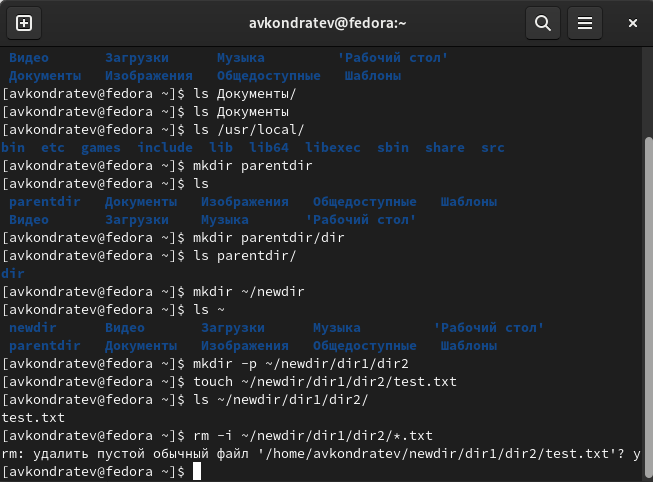 avkondratev@fedora:~
Видео Загрузки Музыка 'Рабочий стол'
Документы Изображения Общедоступные Шаблоны
[avkondratev@fedora ~]$ ls Документы/
[avkondratev@fedora ~]$ ls Документы
[avkondratev@fedora ~]$ ls /usr/local/
bin etc games include lib lib64 libexec sbin share src
[avkondratev@fedora ~]$ mkdir parentdir
[avkondratev@fedora ~]$ ls
parentdir Документы Изображения Общедоступные Шаблоны
Видео Загрузки Музыка 'Рабочий стол'
[avkondratev@fedora ~]$ mkdir parentdir/dir
[avkondratev@fedora ~]$ ls parentdir/
dir
[avkondratev@fedora ~]$ mkdir ~/newdir
[avkondratev@fedora ~]$ ls ~
newdir Видео Загрузки Музыка 'Рабочий стол'
parentdir Документы Изображения Общедоступные Шаблоны
[avkondratev@fedora ~]$ mkdir -p ~/newdir/dir1/dir2
[avkondratev@fedora ~]$ touch ~/newdir/dir1/dir2/test.txt
[avkondratev@fedora ~]$ ls ~/newdir/dir1/dir2/
test.txt
[avkondratev@fedora ~]$ rm -i ~/newdir/dir1/dir2/*.txt
rm: удалить пустой обычный файл '/home/avkondratev/newdir/dir1/dir2/test.txt'? y
[avkondratev@fedora ~]$